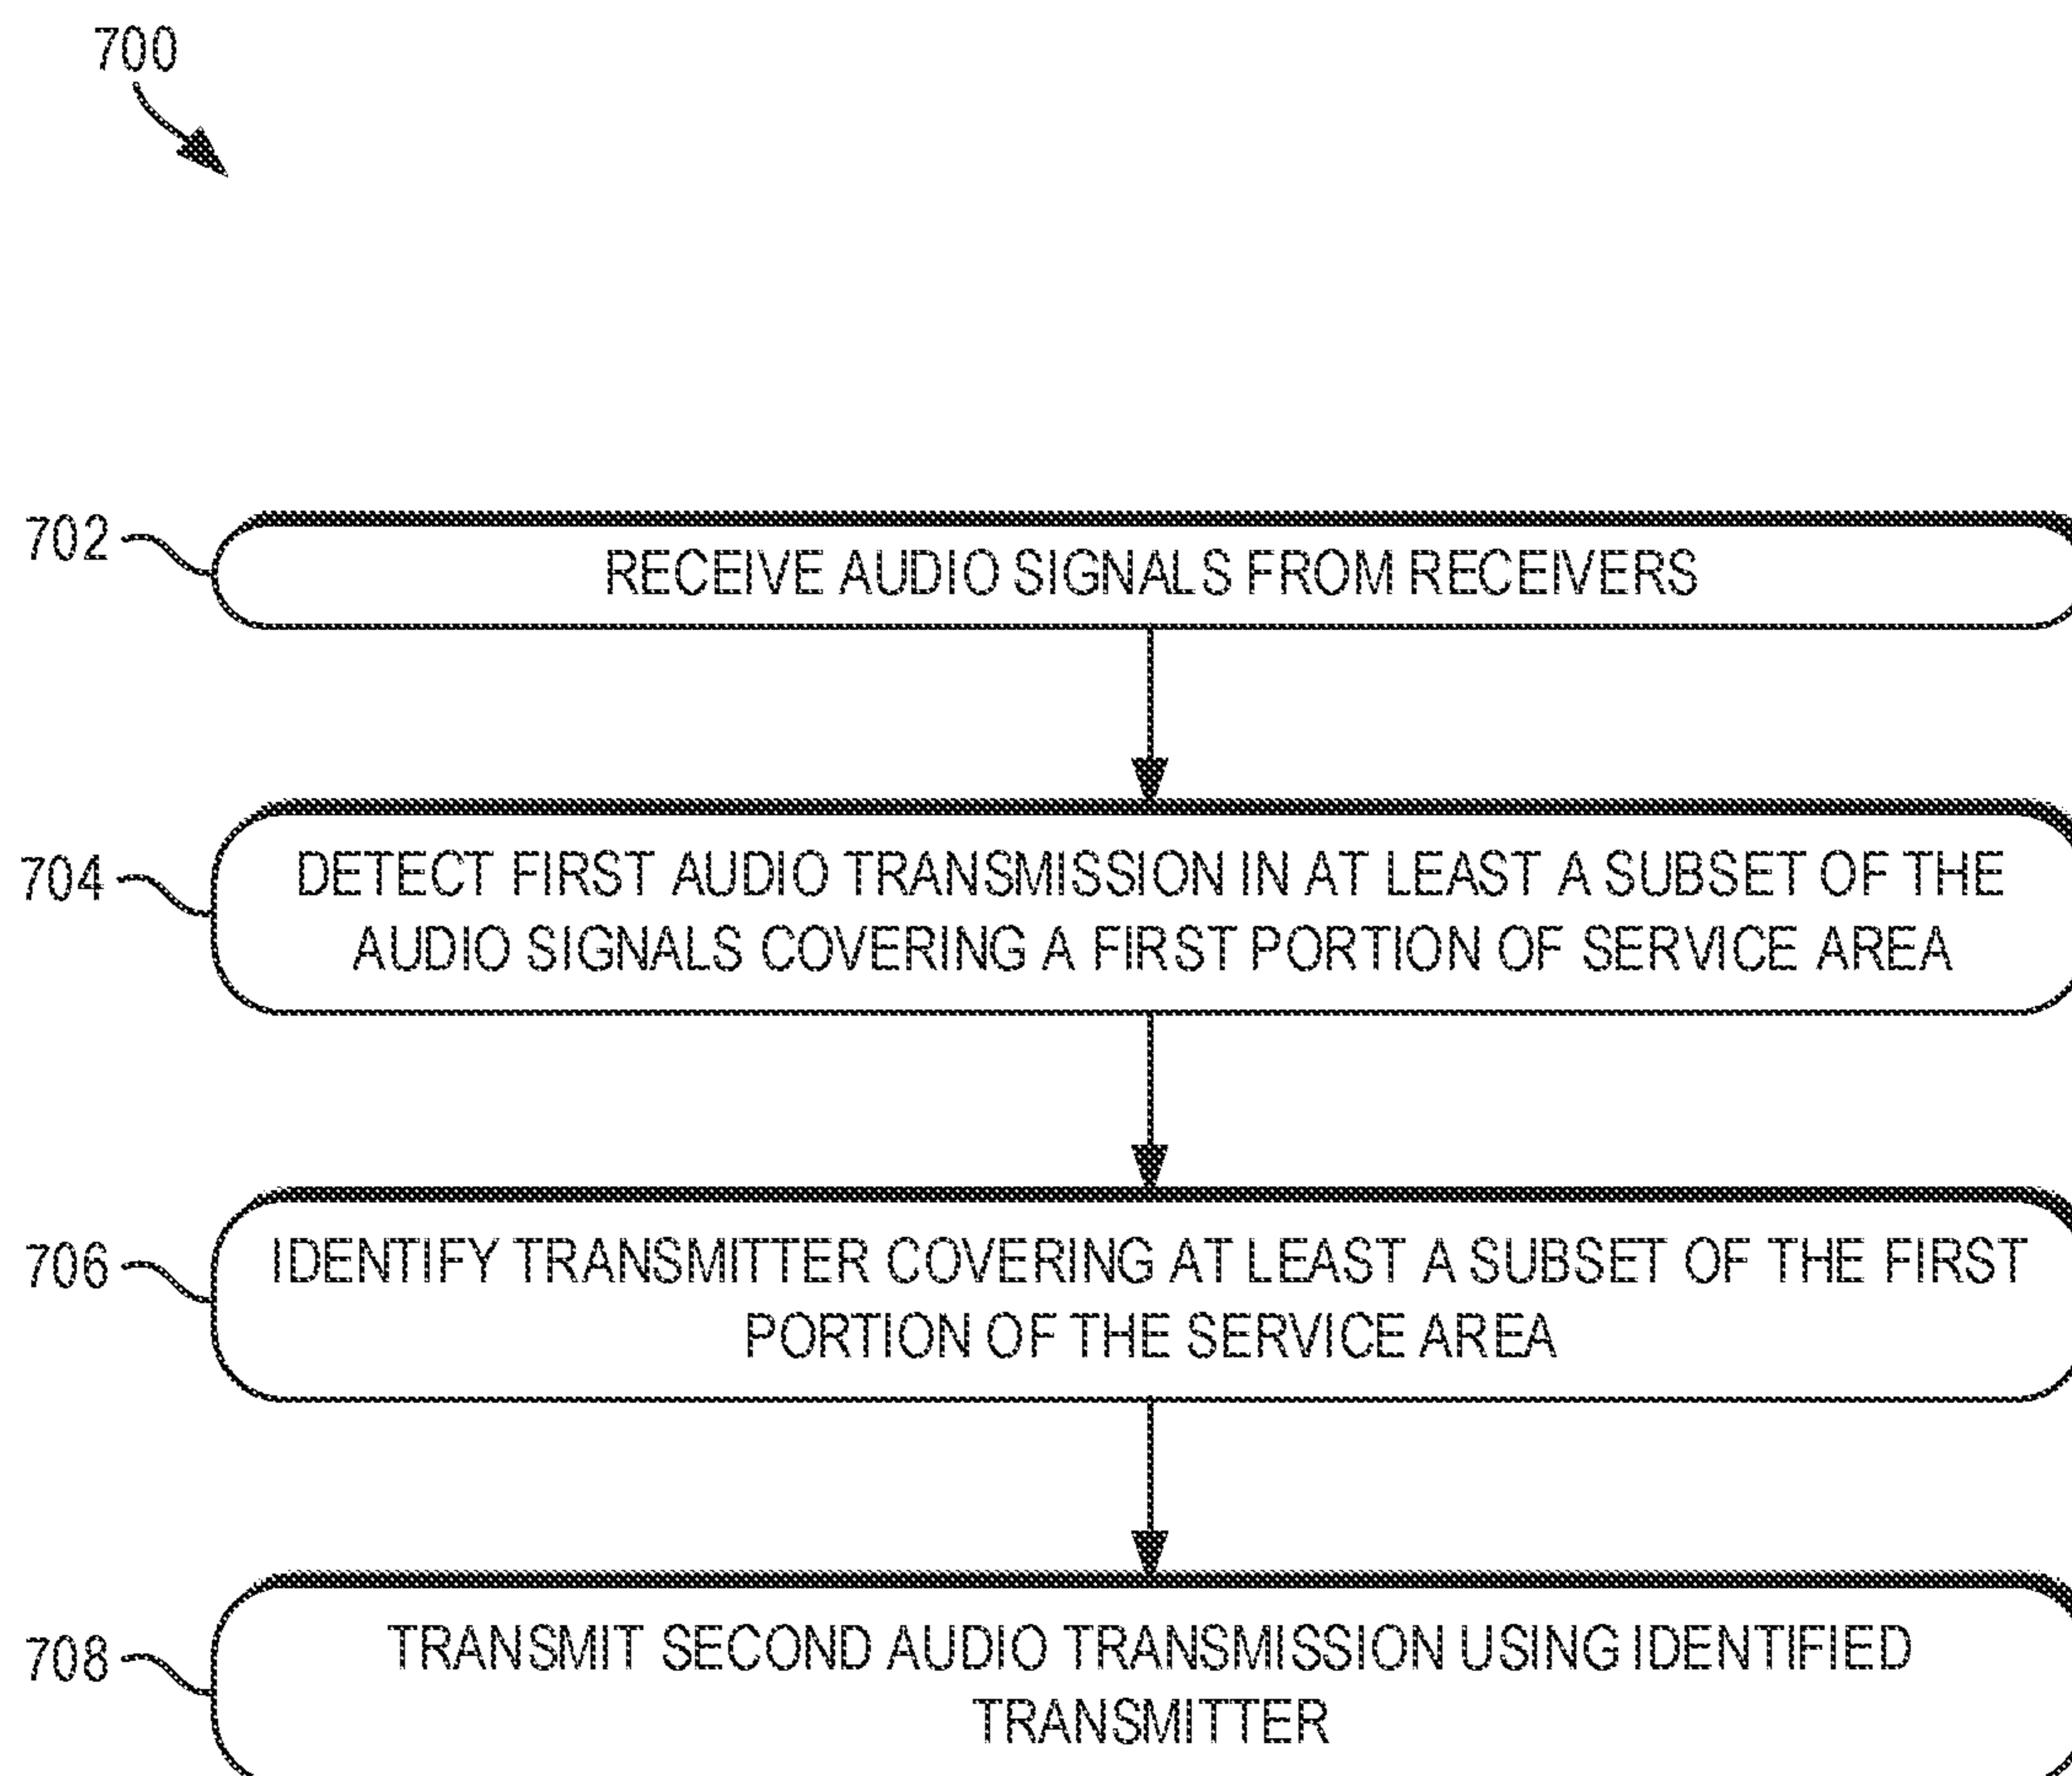 700
702
RECEIVE AUDIO SIGNALS FROM RECEIVERS
704
DETECT FIRST AUDIO TRANSMISSION IN AT LEAST A SUBSET OF THE
AUDIO SIGNALS COVERING A FIRST PORTION OF SERVICE AREA
706
IDENTIFY TRANSMITTER COVERING AT LEAST A SUBSET OF THE FIRST
PORTION OF THE SERVICE AREA
708
TRANSMIT SECOND AUDIO TRANSMISSION USING IDENTIFIED
TRANSMITTER